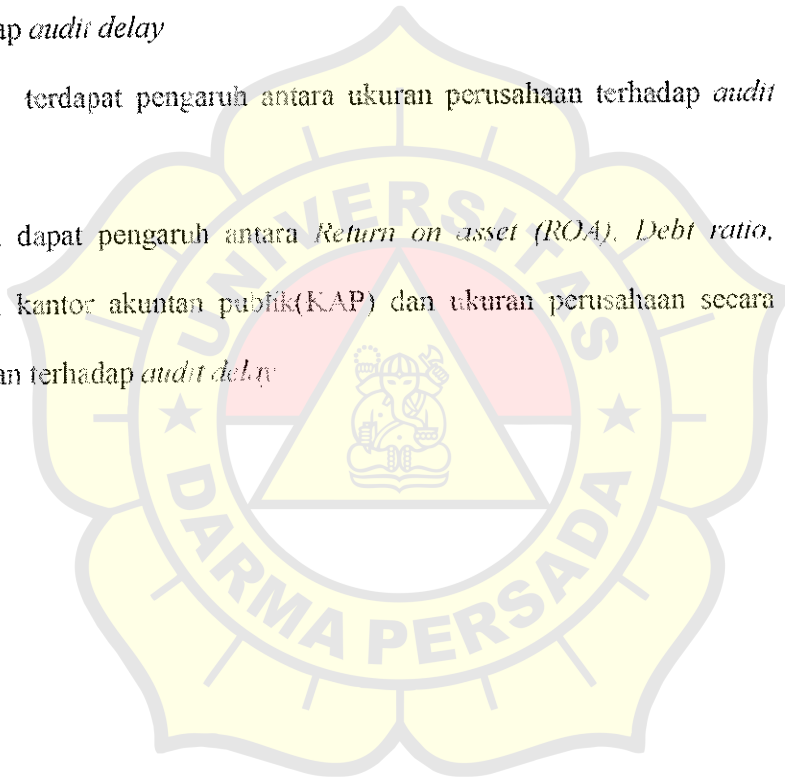 ap audit delay
terdapat pengaruh antara ukuran perusahaan terhadap audit
dapat pengaruh antara Return on asset (ROA), Debt ratio,
kantor akuntan publik(KAP) dan ukuran perusahaan secara
an terhadap audit delay
UNIVERSITAS
DARMA PERSADA